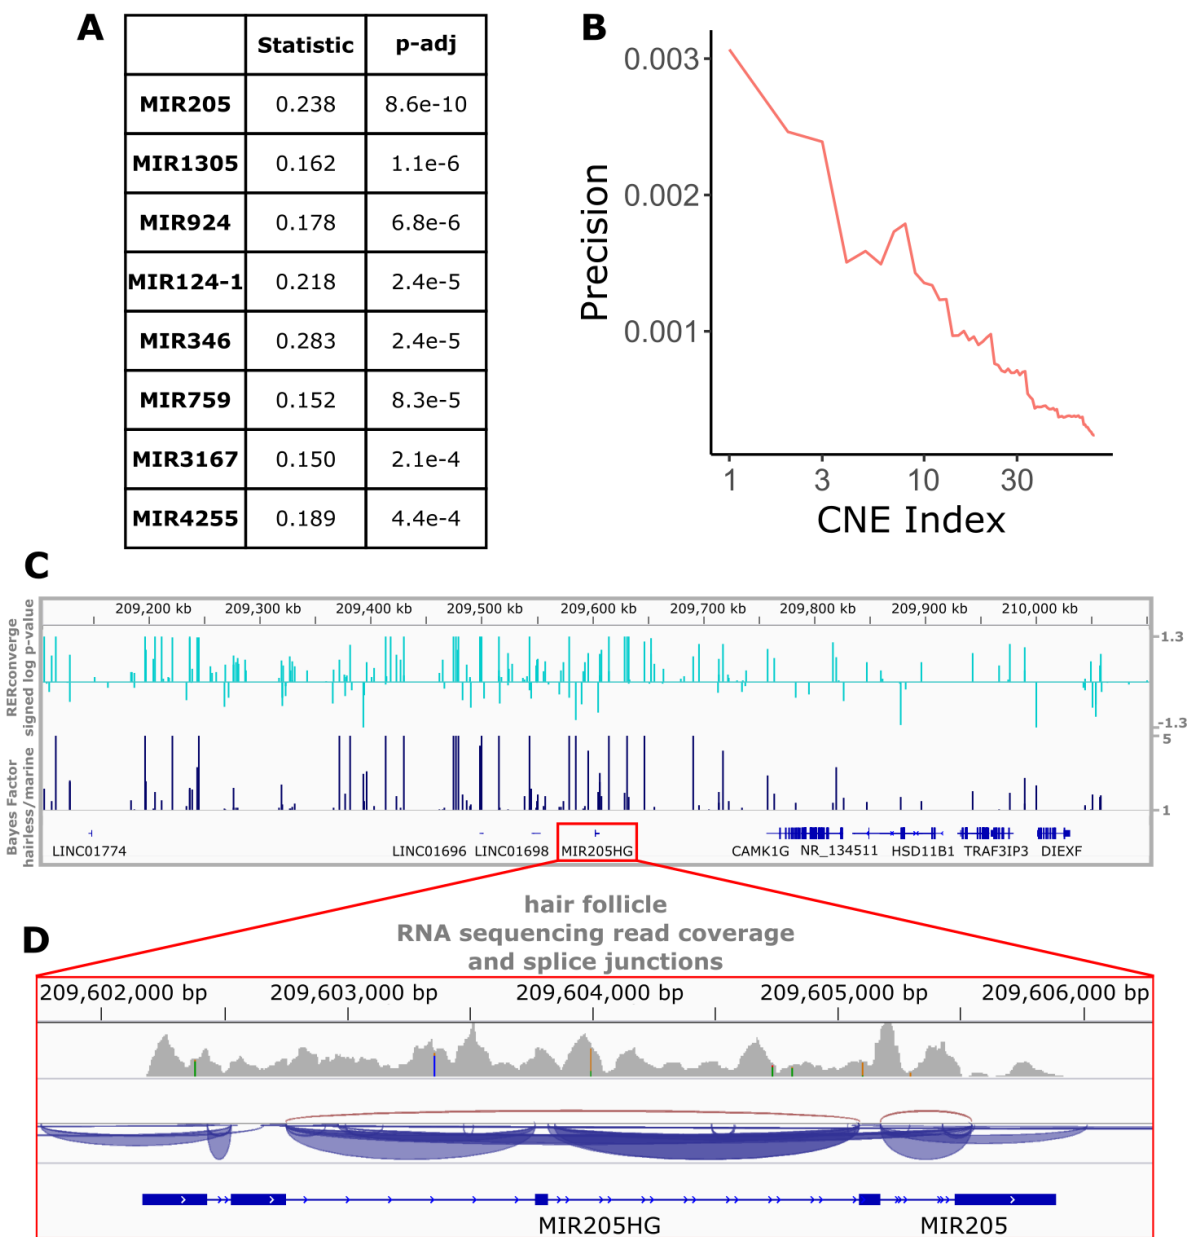 A
Statistic p-adj
MIR205 0.238 8.6e-10
MIR1305 0.162 1.1e-6
MIR924 0.178 6.8e-6
MIR124-1 0.218 2.4e-5
MIR346 0.283 2.4e-5
MIR759 0.152 8.3e-5
MIR3167 0.150 2.1e-4
MIR4255 0.189 4.4e-4
B
Precision
0.003
0.002
0.001
1 3 10 30
CNE Index
C
209,200 kb 209,300 kb 209,400 kb 209,500 kb 209,600 kb 209,700 kb 209,800 kb 209,900 kb 210,000 kb
RERconverge
signed log p-value
1.3
-1.3
Bayes Factor
hairless/marine
5
1
LINC01774 LINC01696 LINC01698 MIR205HG CAMK1G NR_134511 HSD11B1 TRAF3IP3 DIEXF
hair follicle
RNA sequencing read coverage
and splice junctions
D
209,602,000 bp 209,603,000 bp 209,604,000 bp 209,605,000 bp 209,606,000 bp
MIR205HG MIR205